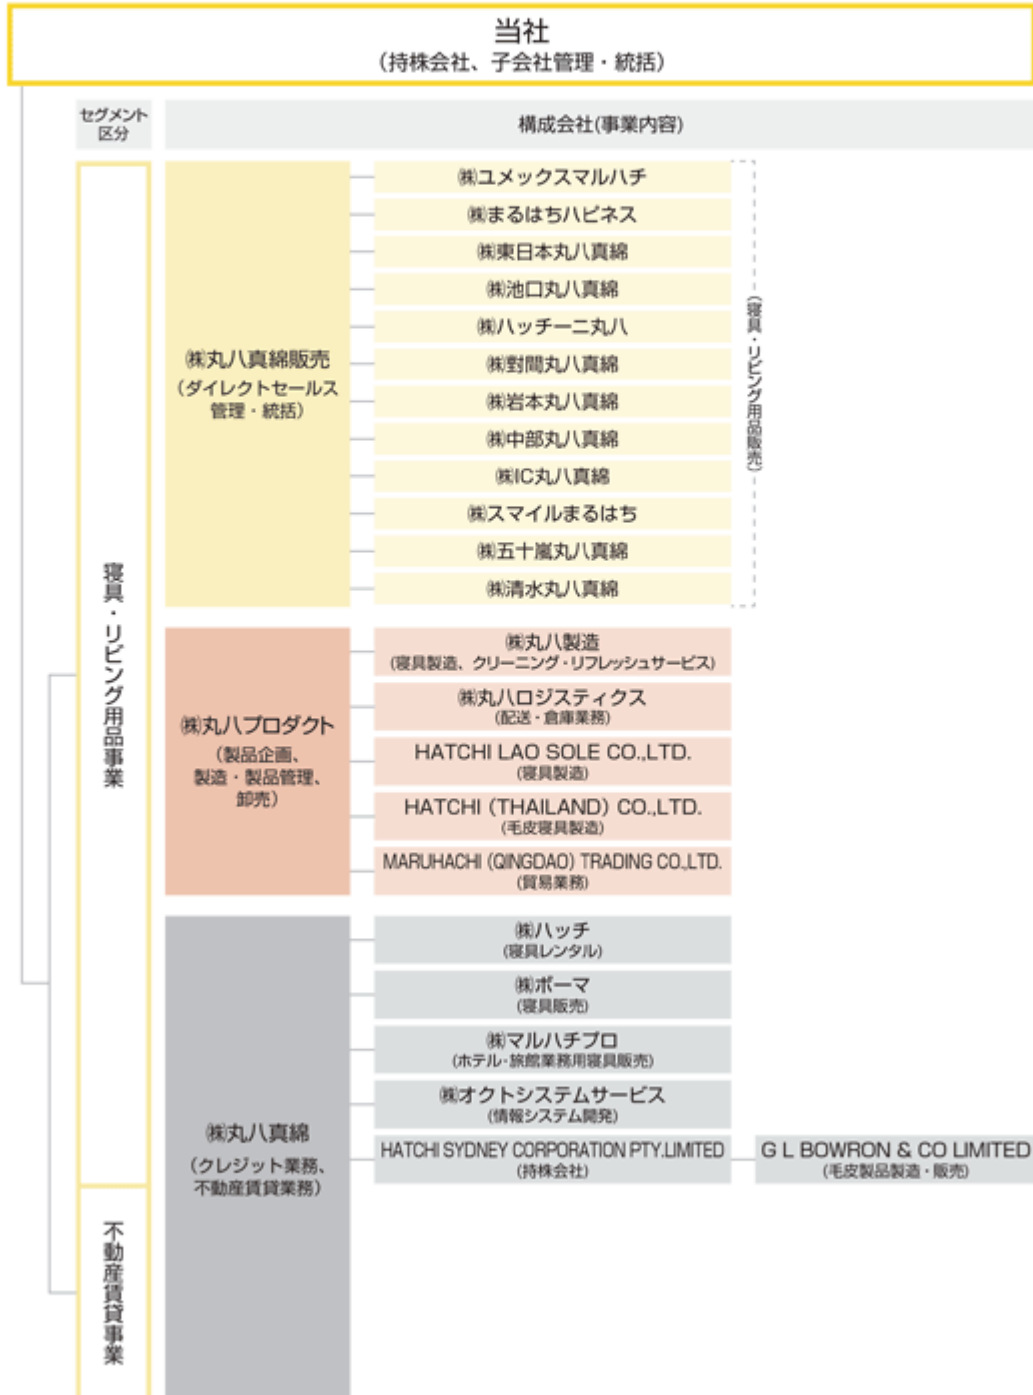 当社
(持株会社、子会社管理・統括)
セグメント
区分
構成会社(事業内容)
寝具・リビング用品事業
㈱丸八真綿販売
(ダイレクトセールス
管理・統括)
㈱ユメックスマルハチ
㈱まるはちハピネス
㈱東日本丸八真綿
㈱池口丸八真綿
㈱ハッチーニ丸八
㈱對間丸八真綿
㈱岩本丸八真綿
㈱中部丸八真綿
㈱IC丸八真綿
㈱スマイルまるはち
㈱五十嵐丸八真綿
㈱清水丸八真綿
(寝具・リビング用品販売)
㈱丸八プロダクト
(製品企画、
製造・製品管理、
卸売)
㈱丸八製造
(寝具製造、クリーニング・リフレッシュサービス)
㈱丸八ロジスティクス
(配送・倉庫業務)
HATCHI LAO SOLE CO.,LTD.
(寝具製造)
HATCHI (THAILAND) CO.,LTD.
(毛皮寝具製造)
MARUHACHI (QINGDAO) TRADING CO.,LTD.
(貿易業務)
㈱丸八真綿
(クレジット業務、
不動産賃貸業務)
㈱ハッチ
(寝具レンタル)
㈱ボーマ
(寝具販売)
㈱マルハチプロ
(ホテル・旅館業務用寝具販売)
㈱オクトシステムサービス
(情報システム開発)
HATCHI SYDNEY CORPORATION PTY.LIMITED
(持株会社)
G L BOWRON & CO LIMITED
(毛皮製品製造・販売)
不動産賃貸事業